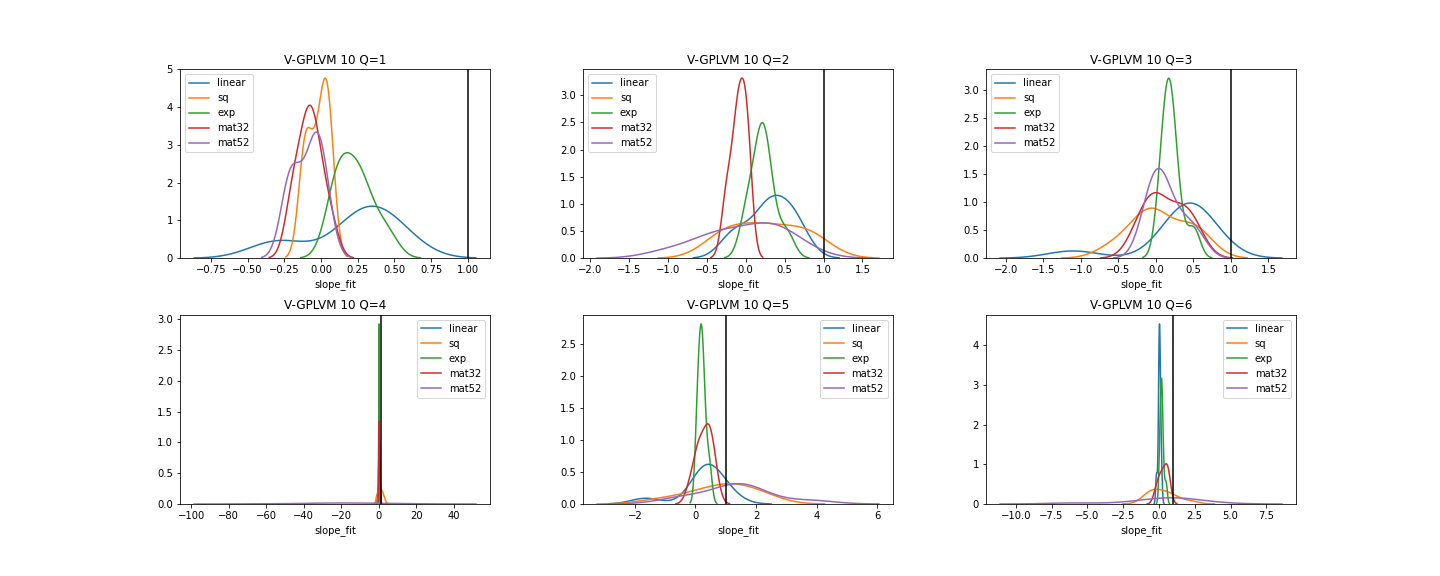 V-GPLVM 10 Q=1
5
4
3
2
1
0
linear
sq
exp
mat32
mat52
−0.75 −0.50 −0.25 0.00 0.25 0.50 0.75 1.00
slope_fit
V-GPLVM 10 Q=2
3.0
2.5
2.0
1.5
1.0
0.5
0.0
linear
sq
exp
mat32
mat52
−2.0 −1.5 −1.0 −0.5 0.0 0.5 1.0 1.5
slope_fit
V-GPLVM 10 Q=3
3.0
2.5
2.0
1.5
1.0
0.5
0.0
linear
sq
exp
mat32
mat52
−2.0 −1.5 −1.0 −0.5 0.0 0.5 1.0 1.5
slope_fit
V-GPLVM 10 Q=4
3.0
2.5
2.0
1.5
1.0
0.5
0.0
linear
sq
exp
mat32
mat52
−100 −80 −60 −40 −20 0 20 40
slope_fit
V-GPLVM 10 Q=5
2.5
2.0
1.5
1.0
0.5
0.0
linear
sq
exp
mat32
mat52
−2 0 2 4 6
slope_fit
V-GPLVM 10 Q=6
4
3
2
1
0
linear
sq
exp
mat32
mat52
−10.0 −7.5 −5.0 −2.5 0.0 2.5 5.0 7.5
slope_fit